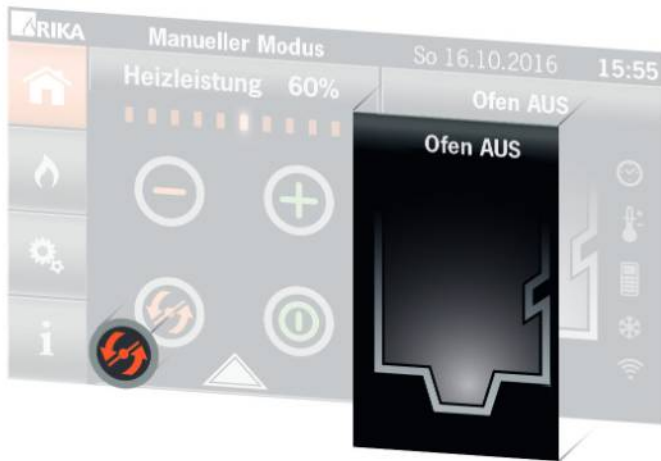 RIKA
Manueller Modus
So 16.10.2016
15:55
Heizleistung 60%
Ofen AUS
Ofen AUS
i